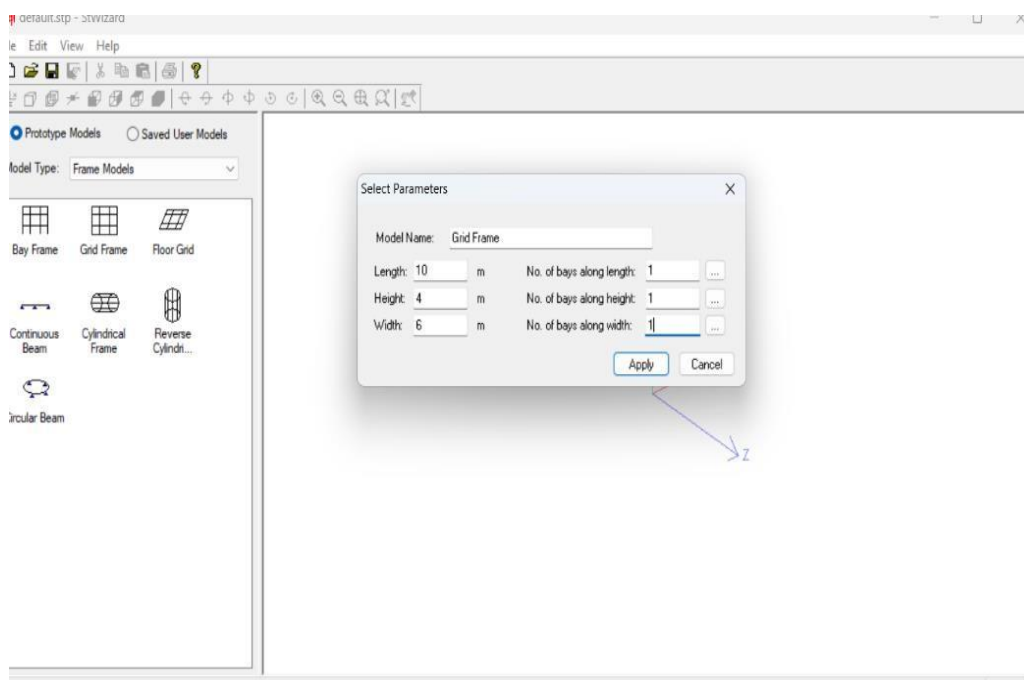 default.stp - StWizard
le Edit View Help
Prototype Models Saved User Models
Model Type: Frame Models
Bay Frame Grid Frame Floor Grid
Continuous Beam Cylindrical Frame Reverse Cylindri...
Circular Beam
Select Parameters
Model Name: Grid Frame
Length: 10 m No. of bays along length: 1 ...
Height: 4 m No. of bays along height: 1 ...
Width: 6 m No. of bays along width: 1 ...
Apply Cancel
Z